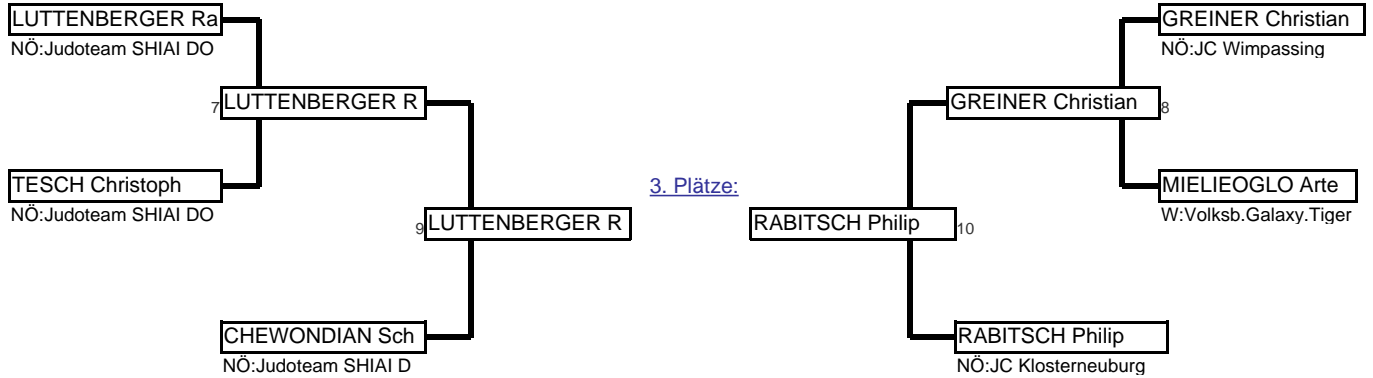 LUTTENBERGER Ra
NÖ:Judoteam SHIAI DO
7 LUTTENBERGER R
TESCH Christoph
NÖ:Judoteam SHIAI DO
9 LUTTENBERGER R
CHEWONDIAN Sch
NÖ:Judoteam SHIAI D
3. Plätze:
GREINER Christian
NÖ:JC Wimpassing
GREINER Christian 8
MIELIEOGLO Arte
W:Volksb.Galaxy.Tiger
RABITSCH Philip 10
RABITSCH Philip
NÖ:JC Klosterneuburg